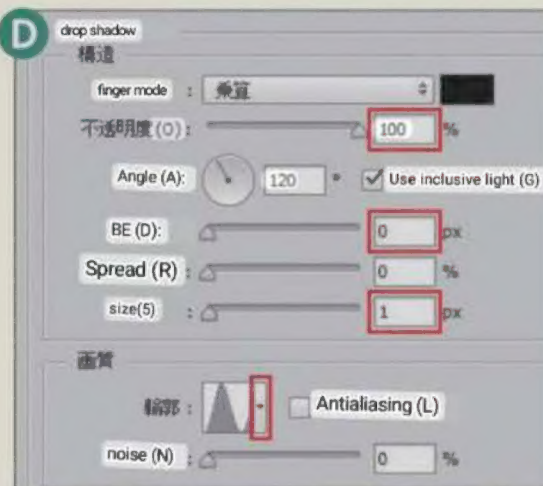 D drop shadow
構造
finger mode : 乗算
不透明度(O): 100 %
Angle (A): 120 ° Use inclusive light (G)
BE (D): 0 px
Spread (R) : 0 %
size(5) : 1 px
画質
輪郭 : Antialiasing (L)
noise (N) : 0 %